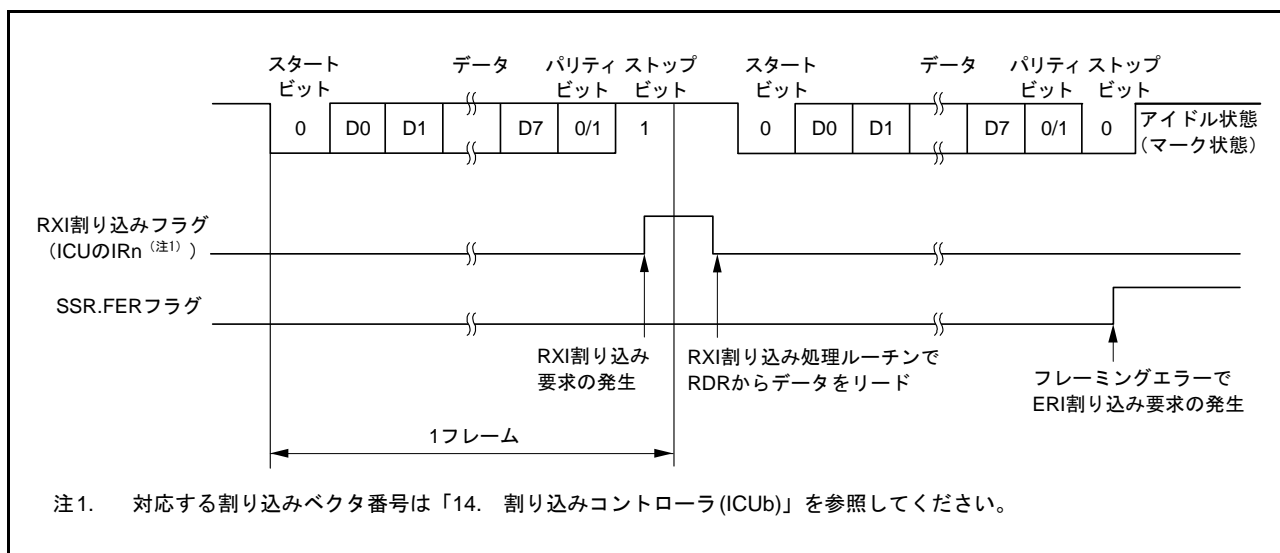 スタート
ビット
データ
パリティ
ビット
ストップ
ビット
スタート
ビット
データ
パリティ
ビット
ストップ
ビット
0 D0 D1 D7 0/1 1 0 D0 D1 D7 0/1 0
アイドル状態
(マーク状態)
RXI割り込みフラグ
(ICUのIRn (注1) )
SSR.FERフラグ
RXI割り込み
要求の発生
RXI割り込み処理ルーチンで
RDRからデータをリード
フレーミングエラーで
ERI割り込み要求の発生
1フレーム
注1. 対応する割り込みベクタ番号は「14. 割り込みコントローラ(ICUb)」を参照してください。